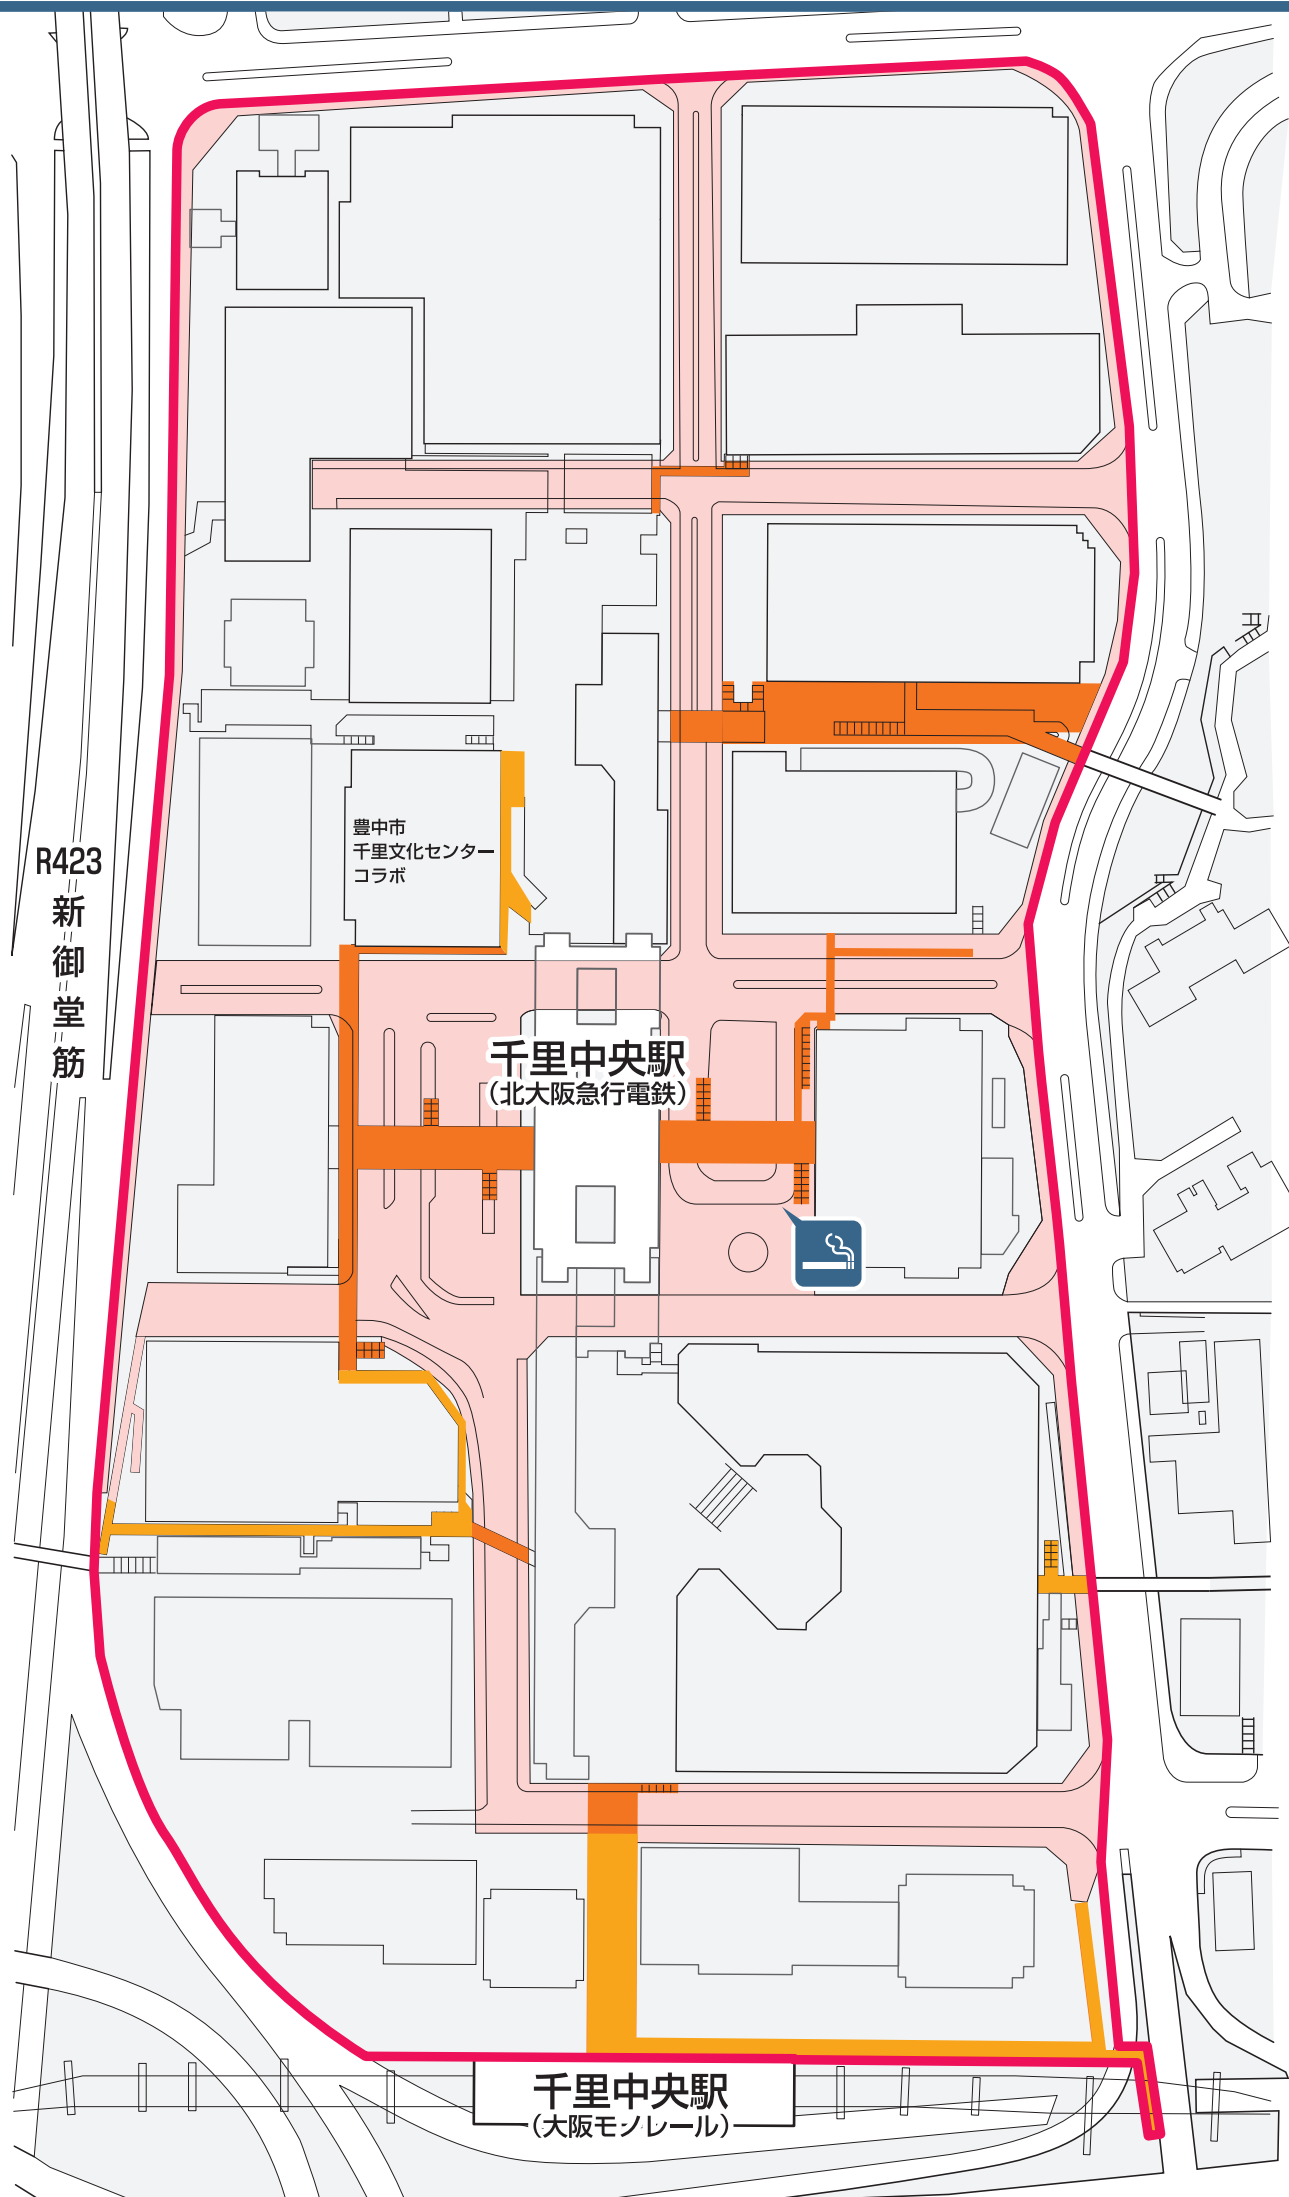 豊中市
千里文化センター
コラボ
R423
新御堂筋
千里中央駅
（北大阪急行電鉄）
千里中央駅
（大阪モノレール）